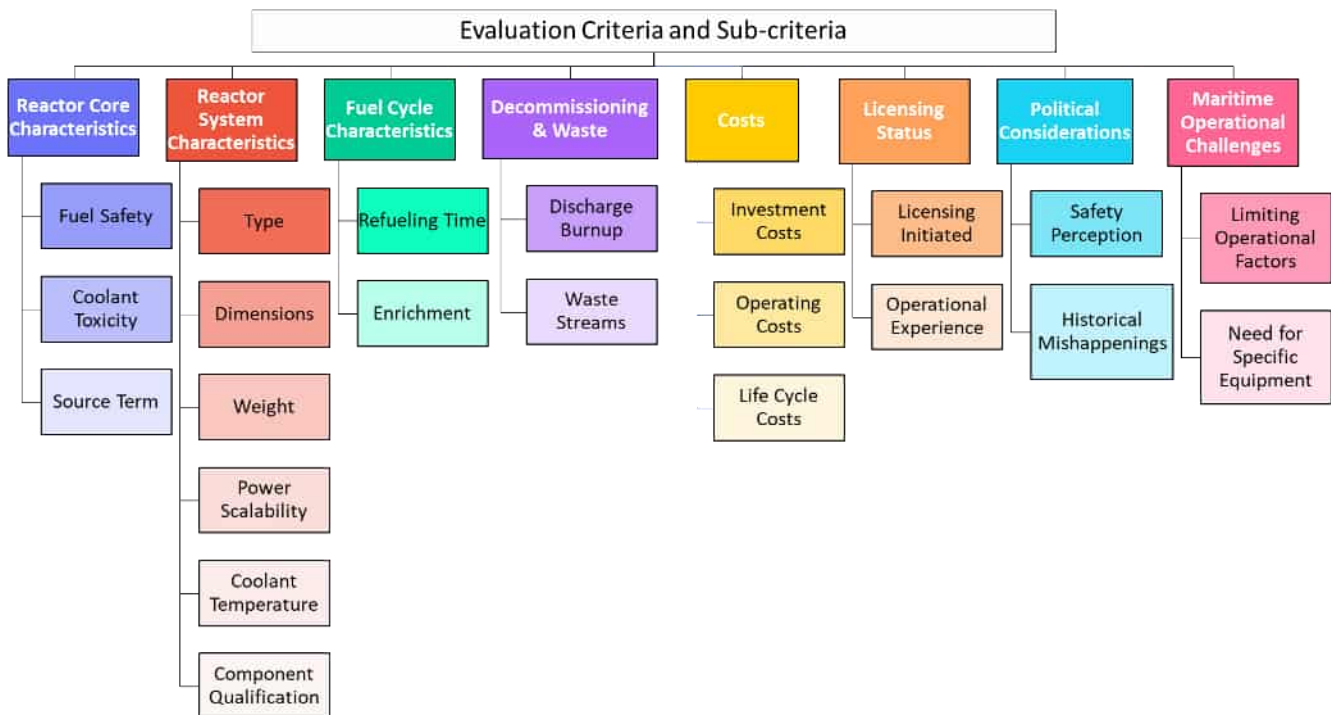 Evaluation Criteria and Sub-criteria
Reactor Core
Characteristics
Fuel Safety
Coolant
Toxicity
Source Term
Reactor
System
Characteristics
Type
Dimensions
Weight
Power
Scalability
Coolant
Temperature
Component
Qualification
Fuel Cycle
Characteristics
Refueling Time
Enrichment
Decommissioning
& Waste
Discharge
Burnup
Waste
Streams
Costs
Investment
Costs
Operating
Costs
Life Cycle
Costs
Licensing
Status
Licensing
Initiated
Operational
Experience
Political
Considerations
Safety
Perception
Historical
Mishappenings
Maritime
Operational
Challenges
Limiting
Operational
Factors
Need for
Specific
Equipment